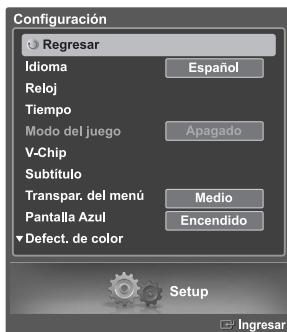 Configuración
Regresar
Idioma Español
Reloj
Tiempo
Modo del juego Apagado
V-Chip
Subtítulo
Transpar. del menú Medio
Pantalla Azul Encendido
▼Defect. de color
Setup
Ingresar